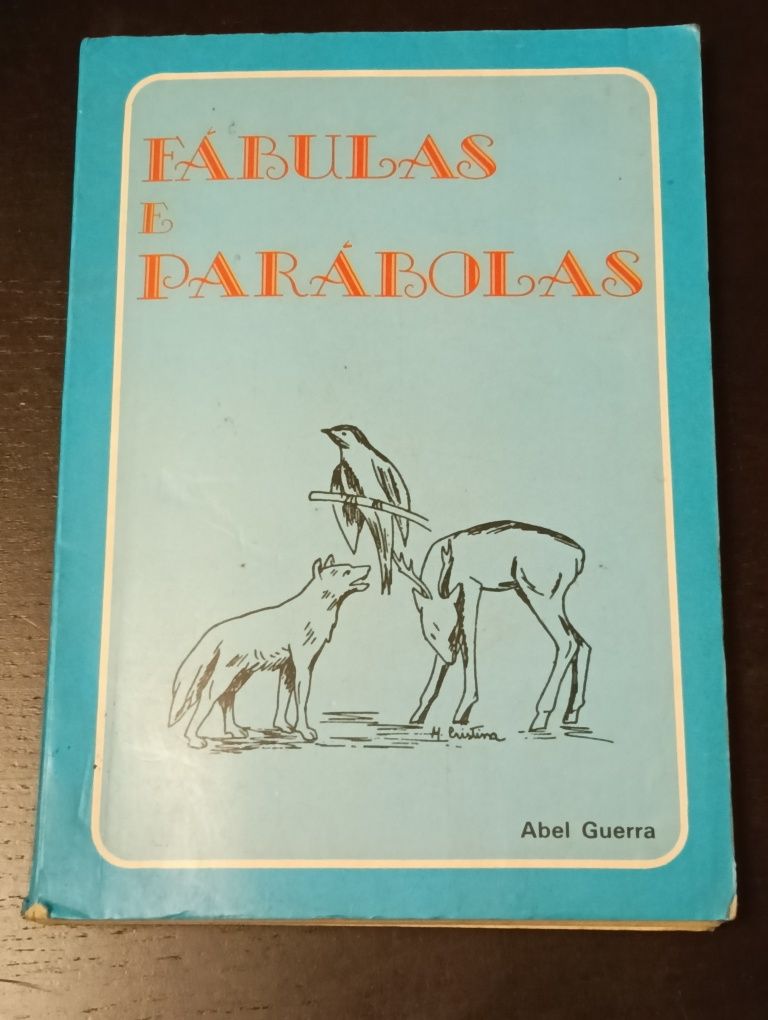 FÁBULAS
E
PARÁBOLAS
M. Cristina
Abel Guerra